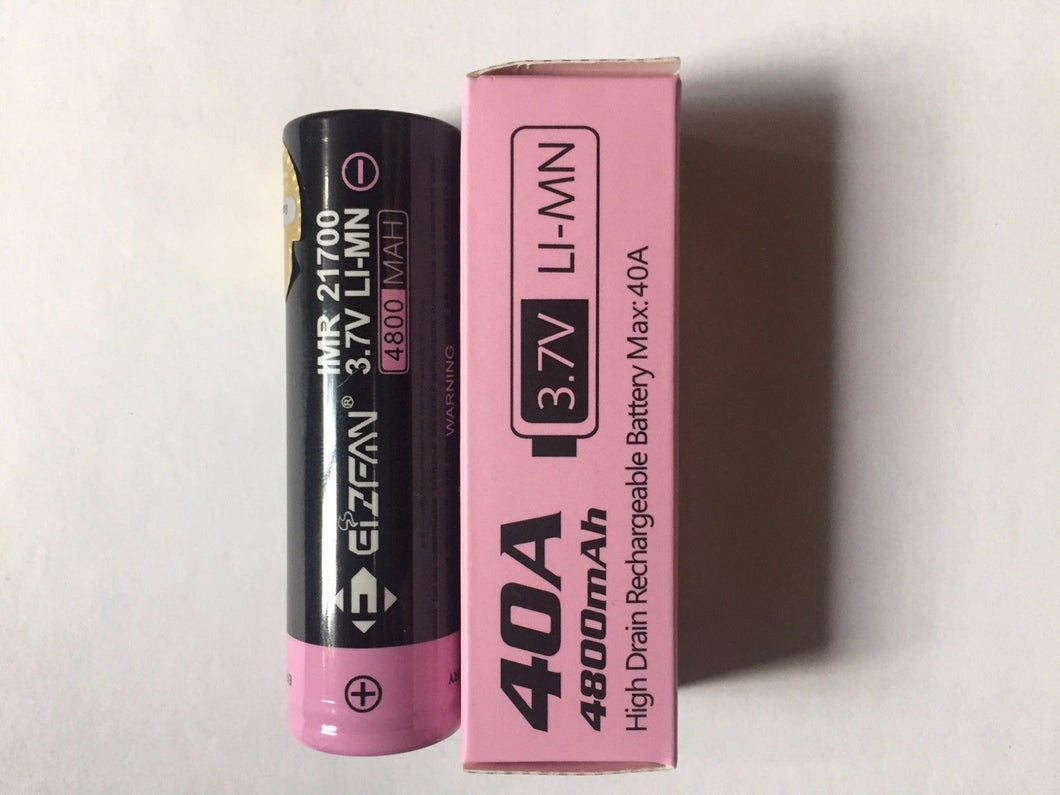 IMR 21700
3.7V LI-MN
4800 MAH
EiZFAN®
WARNING
40A
4800mAh
3.7V LI-MN
High Drain Rechargeable Battery Max: 40A